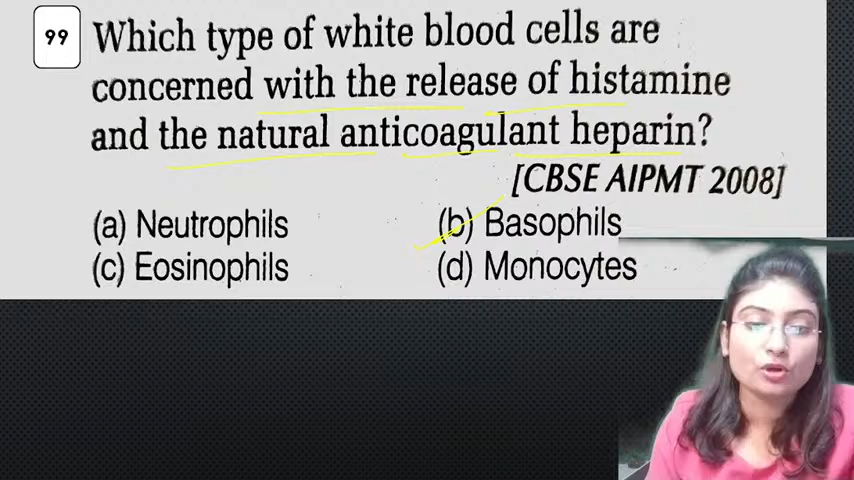 99
Which type of white blood cells are
concerned with the release of histamine
and the natural anticoagulant heparin?
[CBSE AIPMT 2008]
(a) Neutrophils
(b) Basophils
(c) Eosinophils
(d) Monocytes